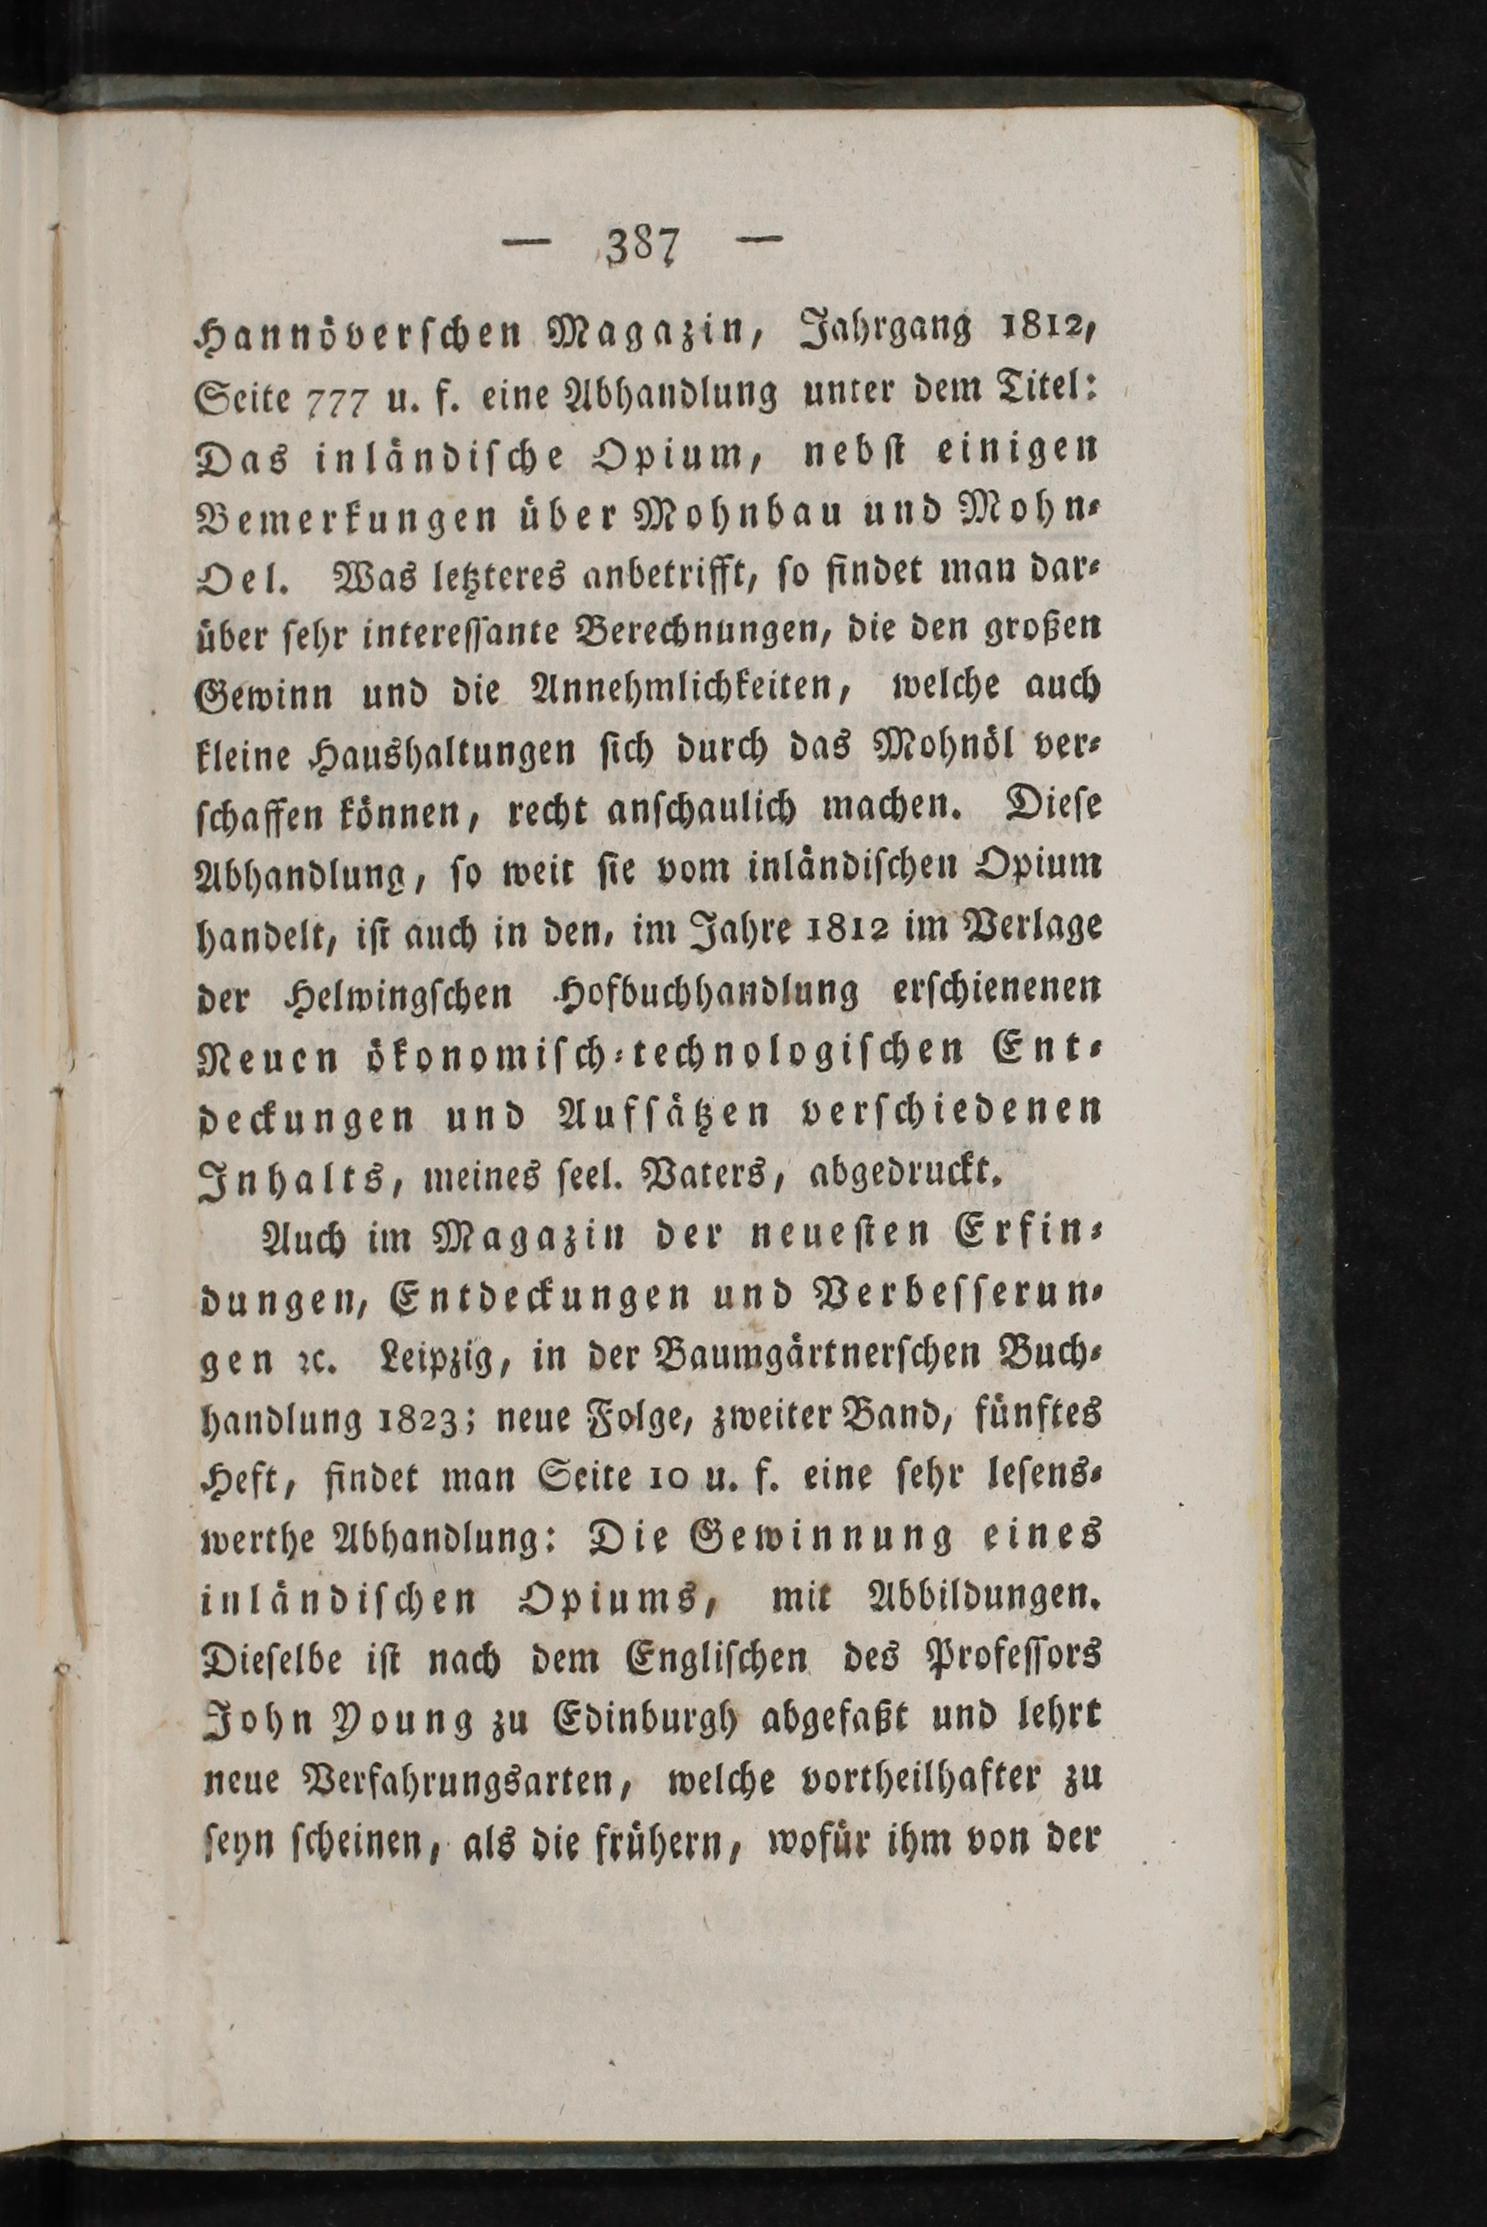 — 387 —
Hannöverschen Magazin, Jahrgang 1812,
Seite 777 u. f. eine Abhandlung unter dem Titel:
Das inländische Opium, nebst einigen
Bemerkungen über Mohnbau und Mohn-
Oel. Was letzteres anbetrifft, so findet man dar-
über sehr interessante Berechnungen, die den großen
Gewinn und die Annehmlichkeiten, welche auch
kleine Haushaltungen sich durch das Mohnöl ver-
schaffen können, recht anschaulich machen. Diese
Abhandlung, so weit sie vom inländischen Opium
handelt, ist auch in den, im Jahre 1812 im Verlage
der Helwingschen Hofbuchhandlung erschienenen
Neuen ökonomisch-technologischen Ent-
deckungen und Aufsätzen verschiedenen
Inhalts, meines seel. Vaters, abgedruckt.
Auch im Magazin der neuesten Erfin-
dungen, Entdeckungen und Verbesserun-
gen ꝛc. Leipzig, in der Baumgärtnerschen Buch-
handlung 1823; neue Folge, zweiter Band, fünftes
Heft, findet man Seite 10 u. f. eine sehr lesens-
werthe Abhandlung: Die Gewinnung eines
inländischen Opiums, mit Abbildungen.
Dieselbe ist nach dem Englischen des Professors
John Young zu Edinburgh abgefaßt und lehrt
neue Verfahrungsarten, welche vortheilhafter zu
seyn scheinen, als die frühern, wofür ihm von der